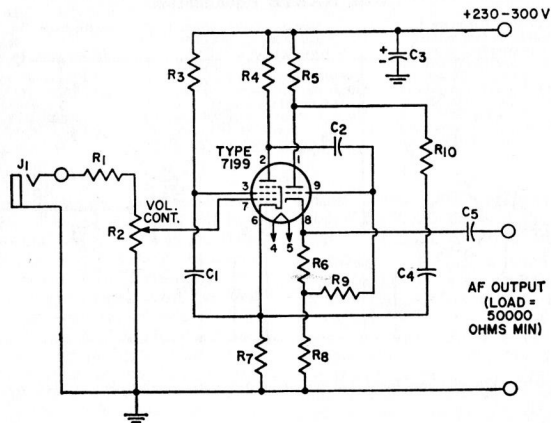 +230-300 V
R3
R4
R5
+
-
C3
C2
TYPE
7199
2
1
R10
J1
R1
3
9
7
VOL.
CONT.
6
8
R2
4
5
C5
R6
C1
R9
C4
AF OUTPUT
(LOAD =
50000
OHMS MIN)
R7
R8